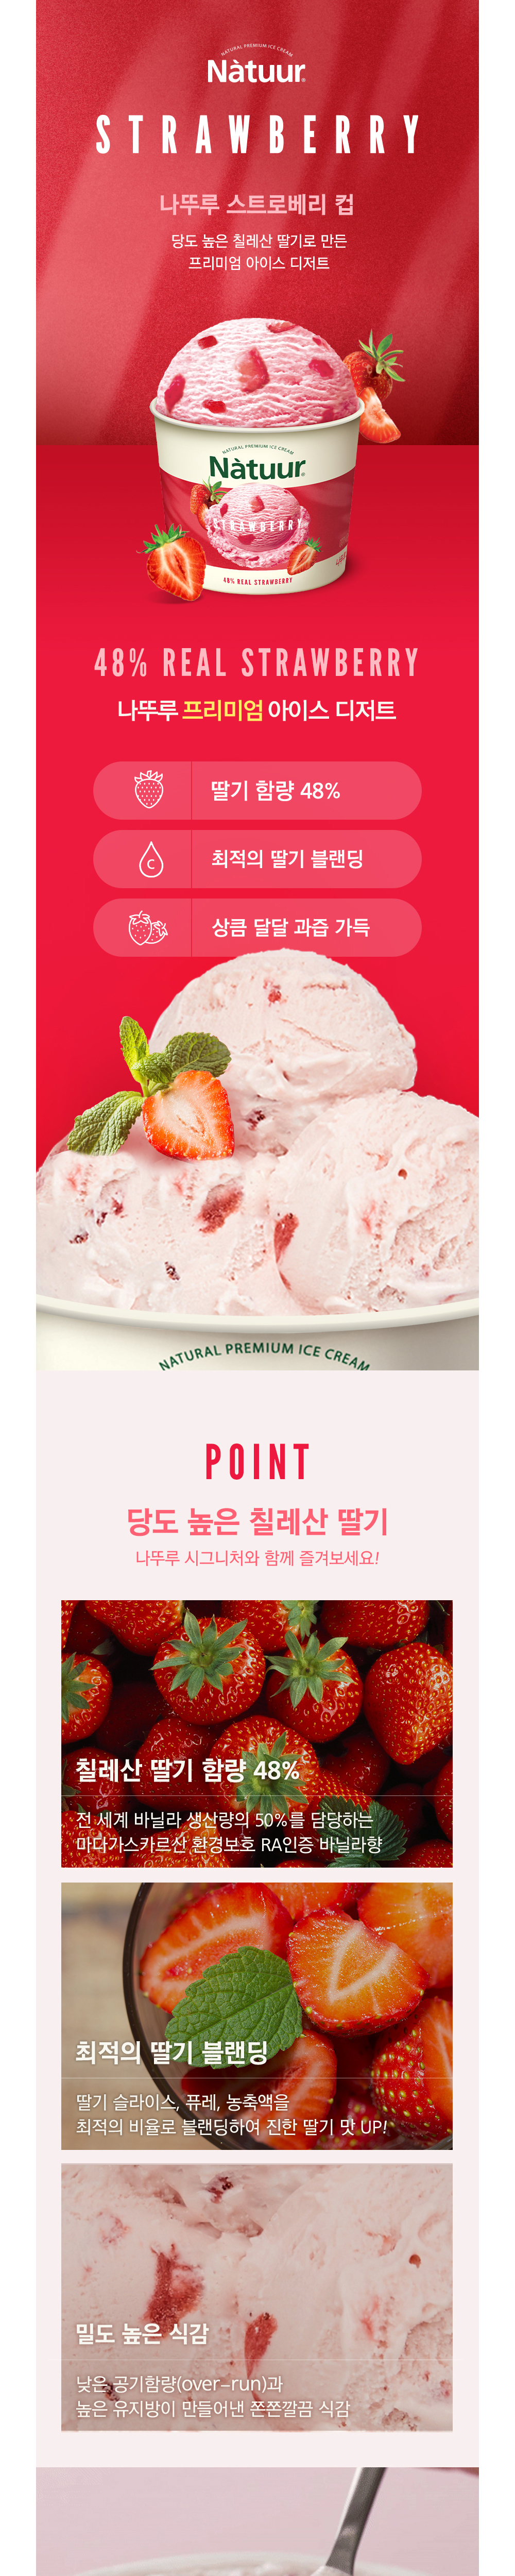 NATURAL PREMIUM ICE CREAM
Nàtuur
STRAWBERRY
나뚜루 스트로베리 컵
당도 높은 칠레산 딸기로 만든
프리미엄 아이스 디저트
NATURAL PREMIUM ICE CREAM
Nàtuur
STRAWBERRY
48% REAL STRAWBERRY
48% REAL STRAWBERRY
나뚜루 프리미엄 아이스 디저트
딸기 함량 48%
C
최적의 딸기 블랜딩
상큼 달달 과즙 가득
NATURAL PREMIUM ICE CREAM
POINT
당도 높은 칠레산 딸기
나뚜루 시그니처와 함께 즐겨보세요!
칠레산 딸기 함량 48%
전 세계 바닐라 생산량의 50%를 담당하는
마다가스카르산 환경보호 RA인증 바닐라향
최적의 딸기 블랜딩
딸기 슬라이스, 퓨레, 농축액을
최적의 비율로 블랜딩하여 진한 딸기 맛 UP!
밀도 높은 식감
낮은 공기함량(over-run)과
높은 유지방이 만들어낸 쫀쫀깔끔 식감